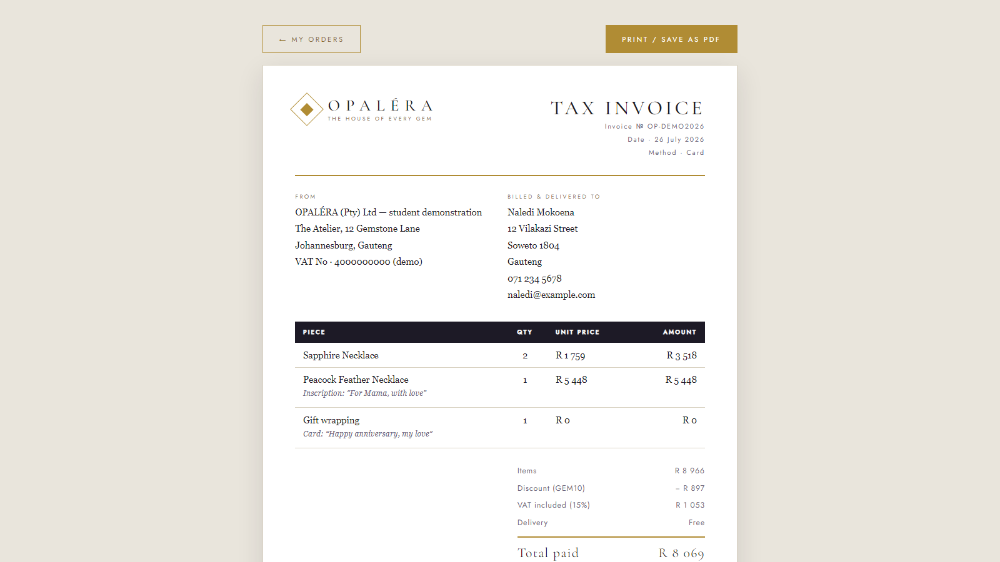 ← MY ORDERS
PRINT / SAVE AS PDF
OPALÉRA
THE HOUSE OF EVERY GEM
TAX INVOICE
Invoice № OP-DEMO2026
Date · 26 July 2026
Method · Card
FROM
OPALÉRA (Pty) Ltd — student demonstration
The Atelier, 12 Gemstone Lane
Johannesburg, Gauteng
VAT No · 4000000000 (demo)
BILLED & DELIVERED TO
Naledi Mokoena
12 Vilakazi Street
Soweto 1804
Gauteng
071 234 5678
naledi@example.com
PIECE QTY UNIT PRICE AMOUNT
Sapphire Necklace 2 R 1 759 R 3 518
Peacock Feather Necklace 1 R 5 448 R 5 448
Inscription: “For Mama, with love”
Gift wrapping 1 R 0 R 0
Card: “Happy anniversary, my love”
Items R 8 966
Discount (GEM10) – R 897
VAT included (15%) R 1 053
Delivery Free
Total paid R 8 069